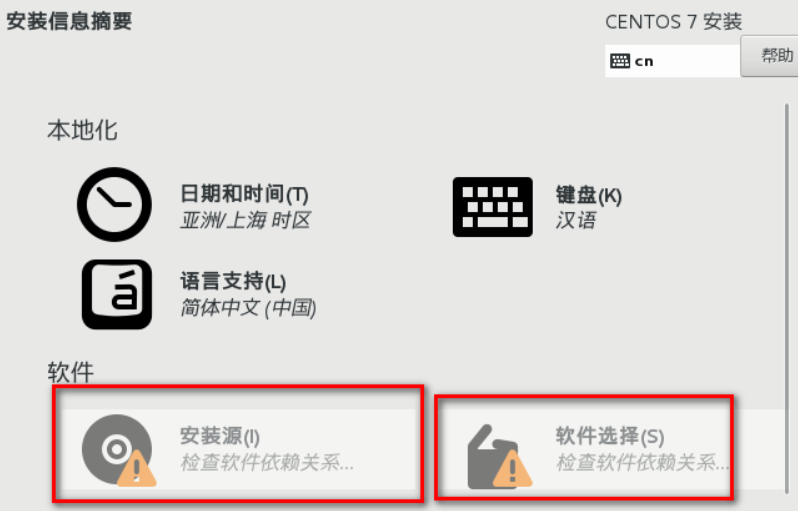 安装信息摘要
CENTOS 7 安装
cn
帮助
本地化
日期和时间(T)
亚洲/上海 时区
键盘(K)
汉语
语言支持(L)
简体中文 (中国)
软件
安装源(I)
检查软件依赖关系...
软件选择(S)
检查软件依赖关系...